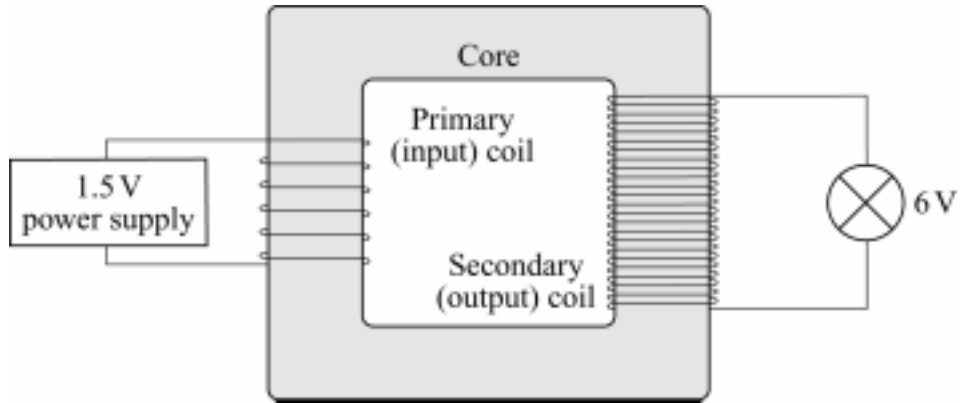 Core
Primary
(input) coil
1.5 V
power supply
6 V
Secondary
(output) coil